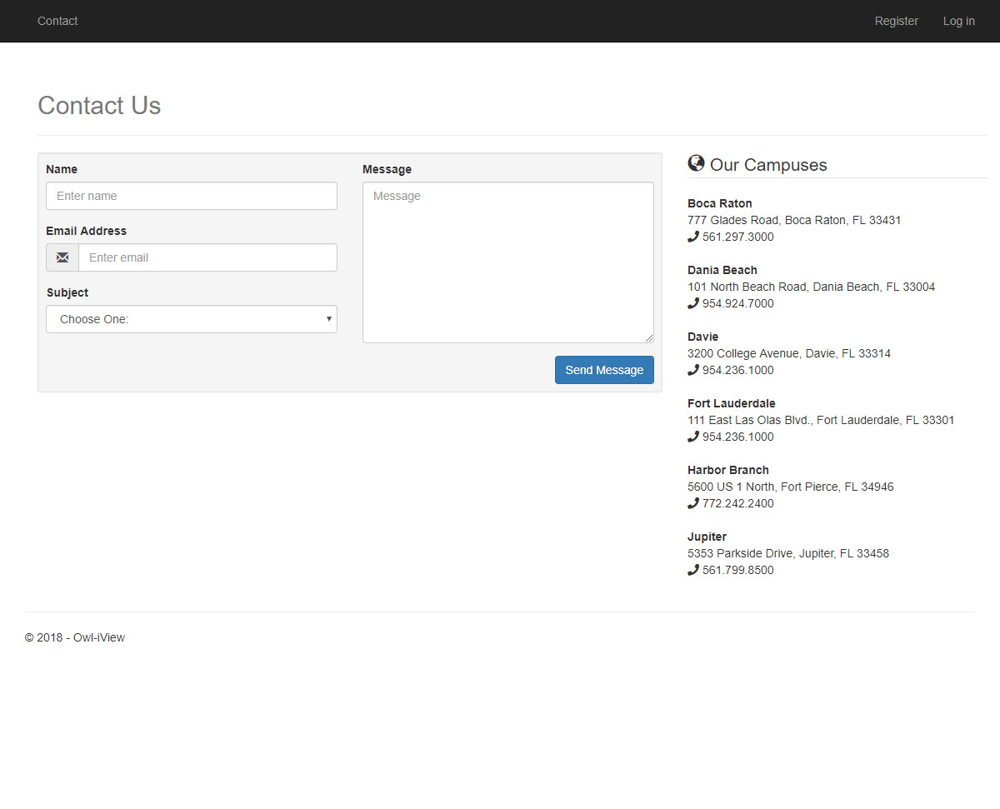 Contact
Register
Log in
Contact Us
Name
Enter name
Email Address
Enter email
Subject
Choose One:
Message
Message
Send Message
Our Campuses
Boca Raton
777 Glades Road, Boca Raton, FL 33431
561.297.3000
Dania Beach
101 North Beach Road, Dania Beach, FL 33004
954.924.7000
Davie
3200 College Avenue, Davie, FL 33314
954.236.1000
Fort Lauderdale
111 East Las Olas Blvd., Fort Lauderdale, FL 33301
954.236.1000
Harbor Branch
5600 US 1 North, Fort Pierce, FL 34946
772.242.2400
Jupiter
5353 Parkside Drive, Jupiter, FL 33458
561.799.8500
© 2018 - Owl-iView